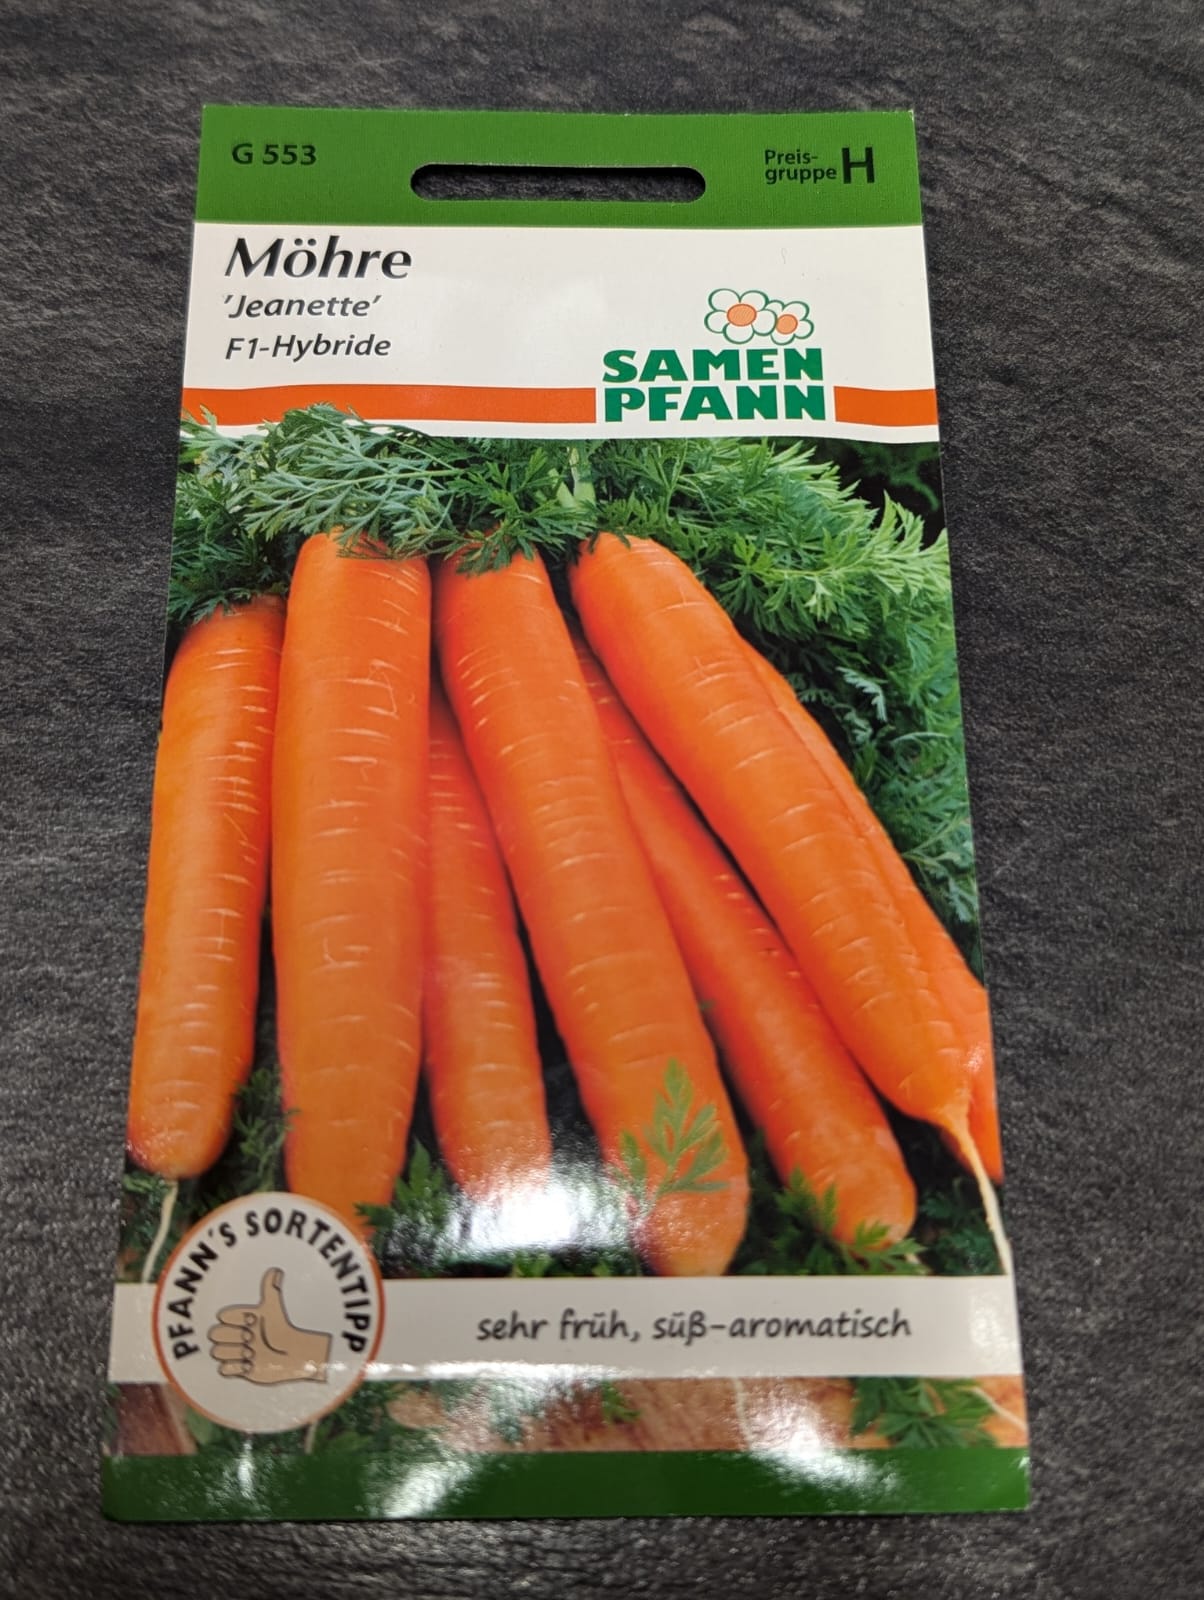 G 553
Preis-
gruppe H
Möhre
'Jeanette'
F1-Hybride
SAMEN
PFANN
PFANN'S SORTENTIPP
sehr früh, süß-aromatisch